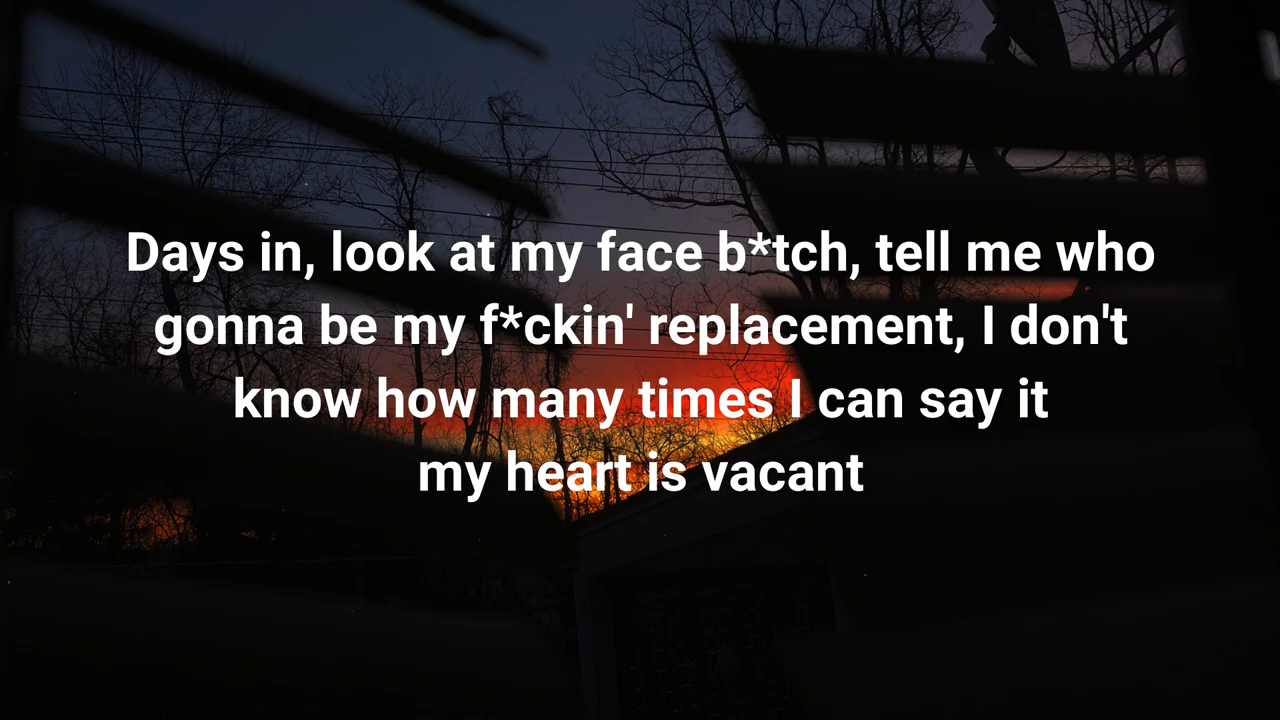 Days in, look at my face b*tch, tell me who
gonna be my f*ckin' replacement, I don't
know how many times I can say it
my heart is vacant